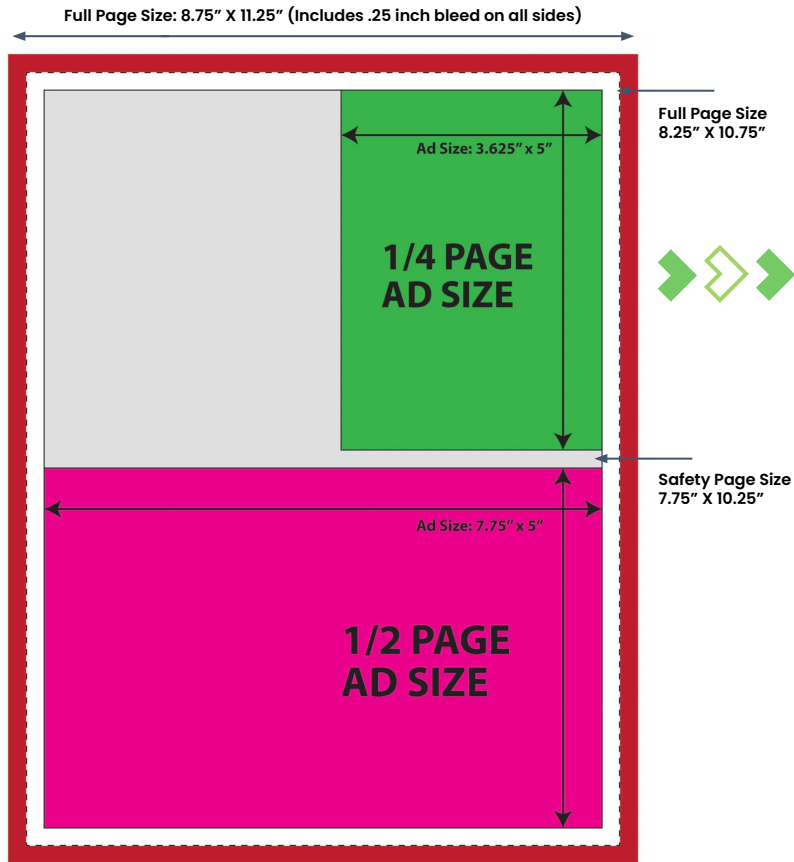 Full Page Size: 8.75” X 11.25” (Includes .25 inch bleed on all sides)
Full Page Size
8.25” X 10.75”
Ad Size: 3.625” x 5”
1/4 PAGE
AD SIZE
Safety Page Size
7.75” X 10.25”
Ad Size: 7.75” x 5”
1/2 PAGE
AD SIZE